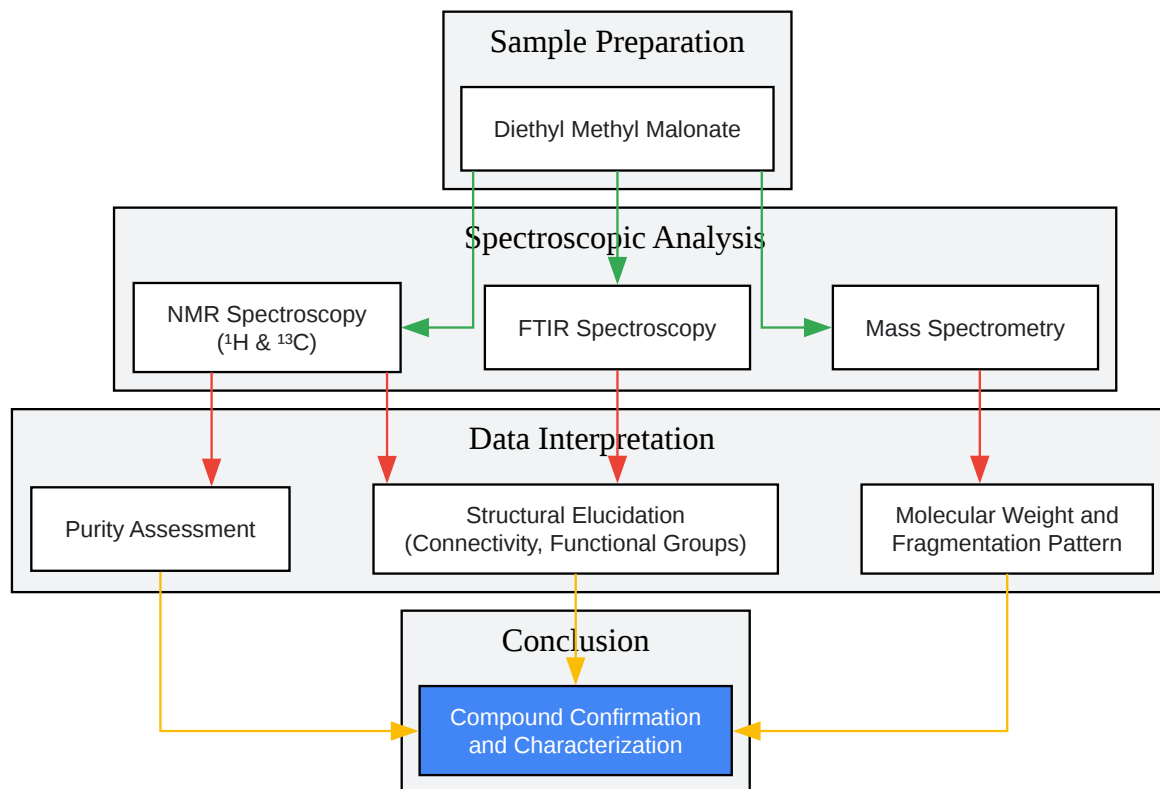 Sample Preparation
Diethyl Methyl Malonate
Spectroscopic Analysis
NMR Spectroscopy
(¹H & ¹³C)
FTIR Spectroscopy
Mass Spectrometry
Data Interpretation
Purity Assessment
Structural Elucidation
(Connectivity, Functional Groups)
Molecular Weight and
Fragmentation Pattern
Conclusion
Compound Confirmation
and Characterization